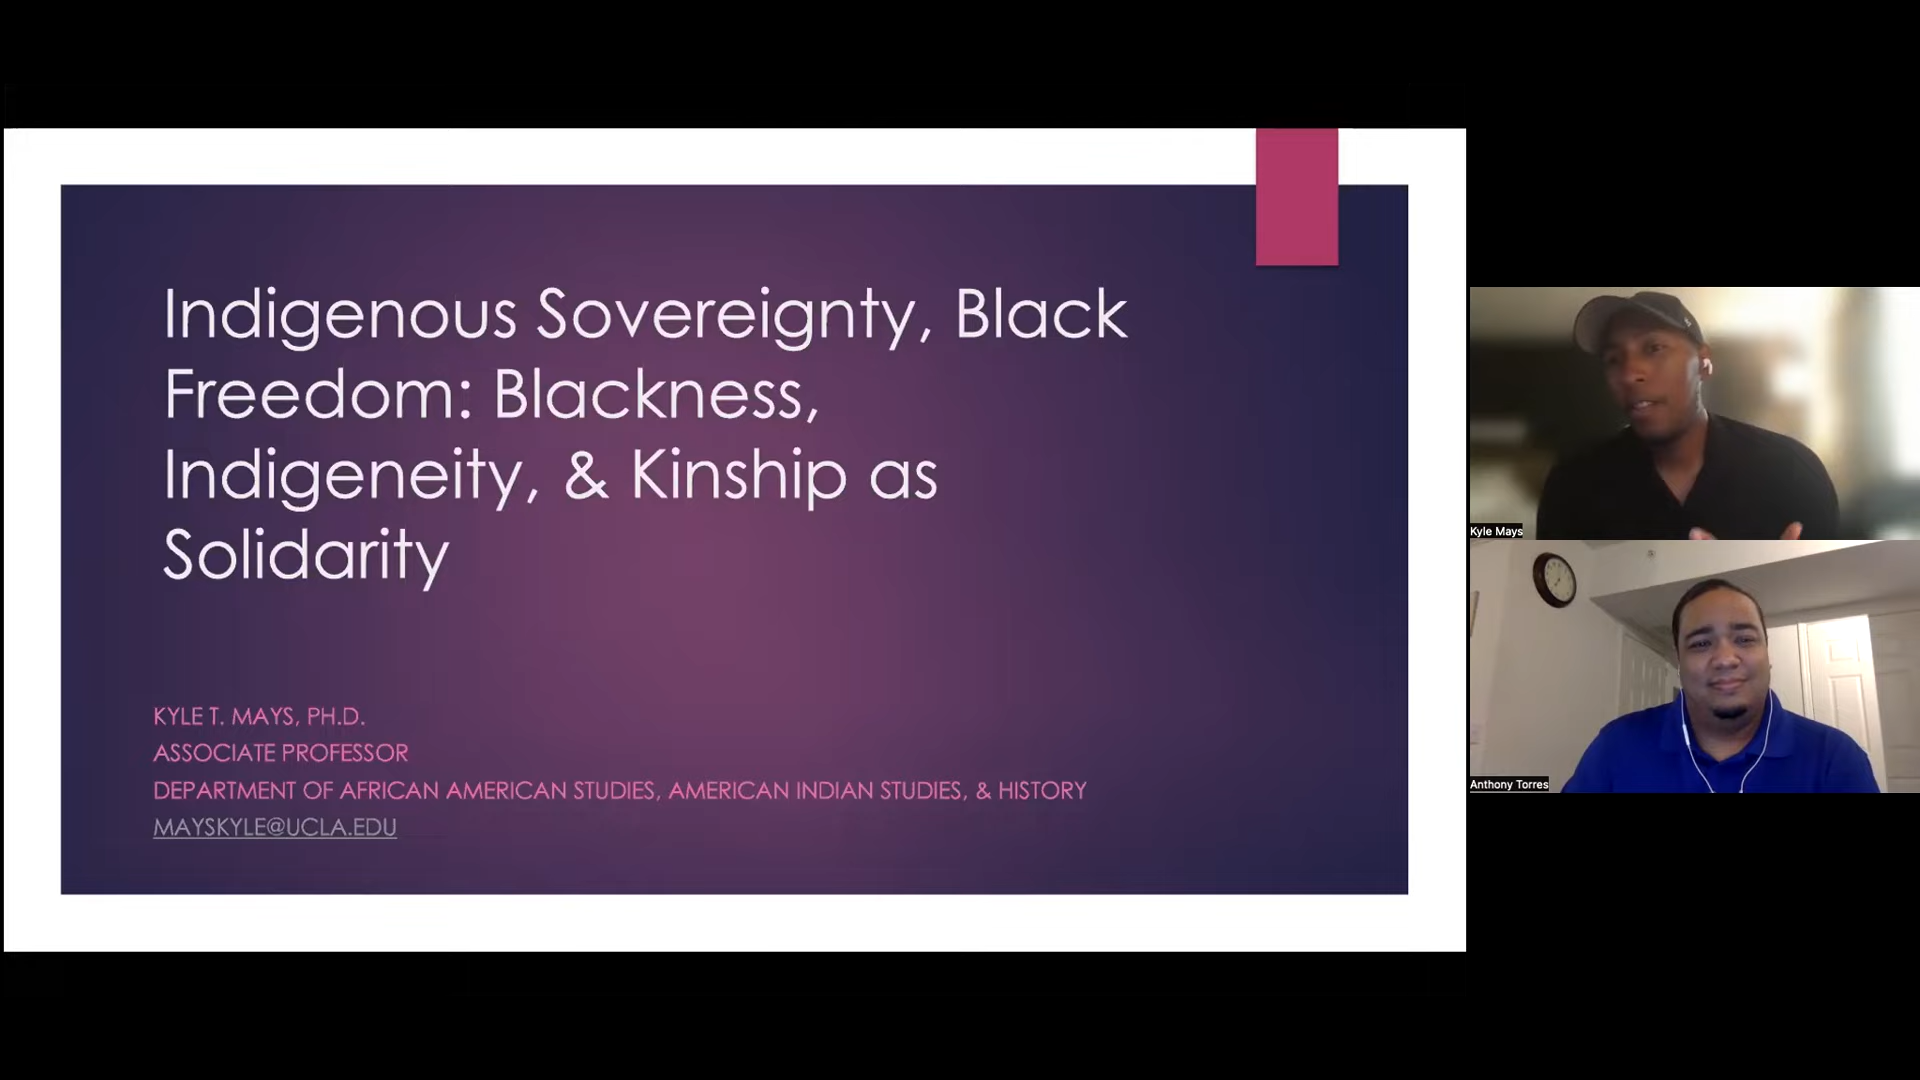 Indigenous Sovereignty, Black
Freedom: Blackness,
Indigeneity, & Kinship as
Solidarity
KYLE T. MAYS, PH.D.
ASSOCIATE PROFESSOR
DEPARTMENT OF AFRICAN AMERICAN STUDIES, AMERICAN INDIAN STUDIES, & HISTORY
MAYSKYLE@UCLA.EDU
Kyle Mays
Anthony Torres